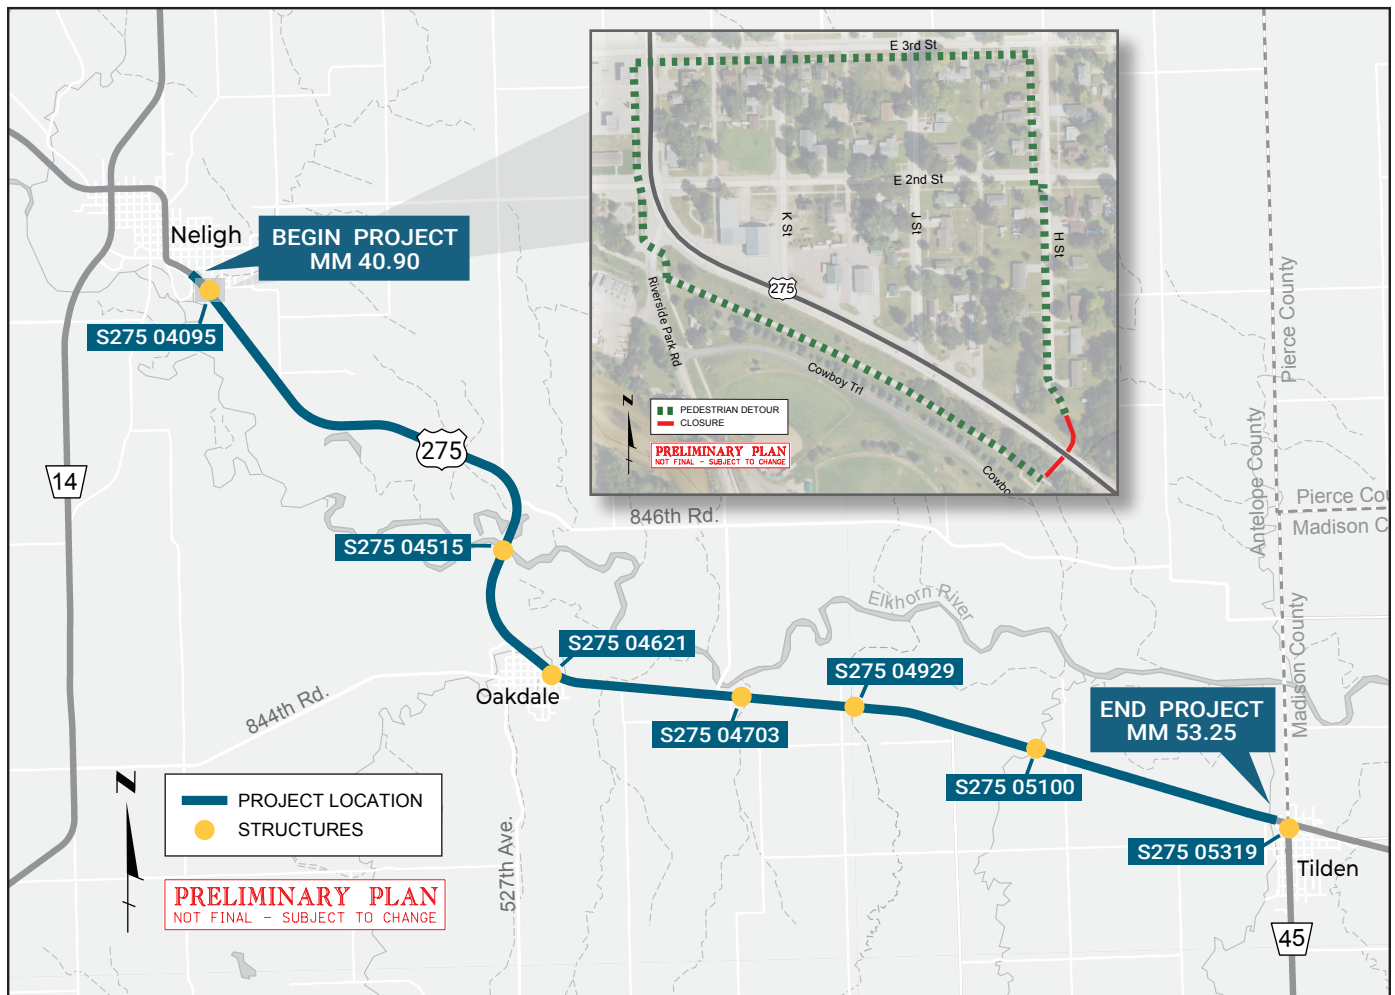 E 3rd St
E 2nd St
K St
J St
H St
275
Riverside Park Rd
Cowboy Trl
Cowbo
N
PEDESTRIAN DETOUR
CLOSURE
PRELIMINARY PLAN
NOT FINAL - SUBJECT TO CHANGE
Neligh
BEGIN PROJECT
MM 40.90
S275 04095
14
275
Pierce County
Antelope County
Pierce Cou
Madison C
846th Rd.
S275 04515
Elkhorn River
Madison County
S275 04621
S275 04929
Oakdale
844th Rd.
S275 04703
END PROJECT
MM 53.25
S275 05100
N
PROJECT LOCATION
STRUCTURES
527th Ave.
S275 05319
Tilden
PRELIMINARY PLAN
NOT FINAL - SUBJECT TO CHANGE
45